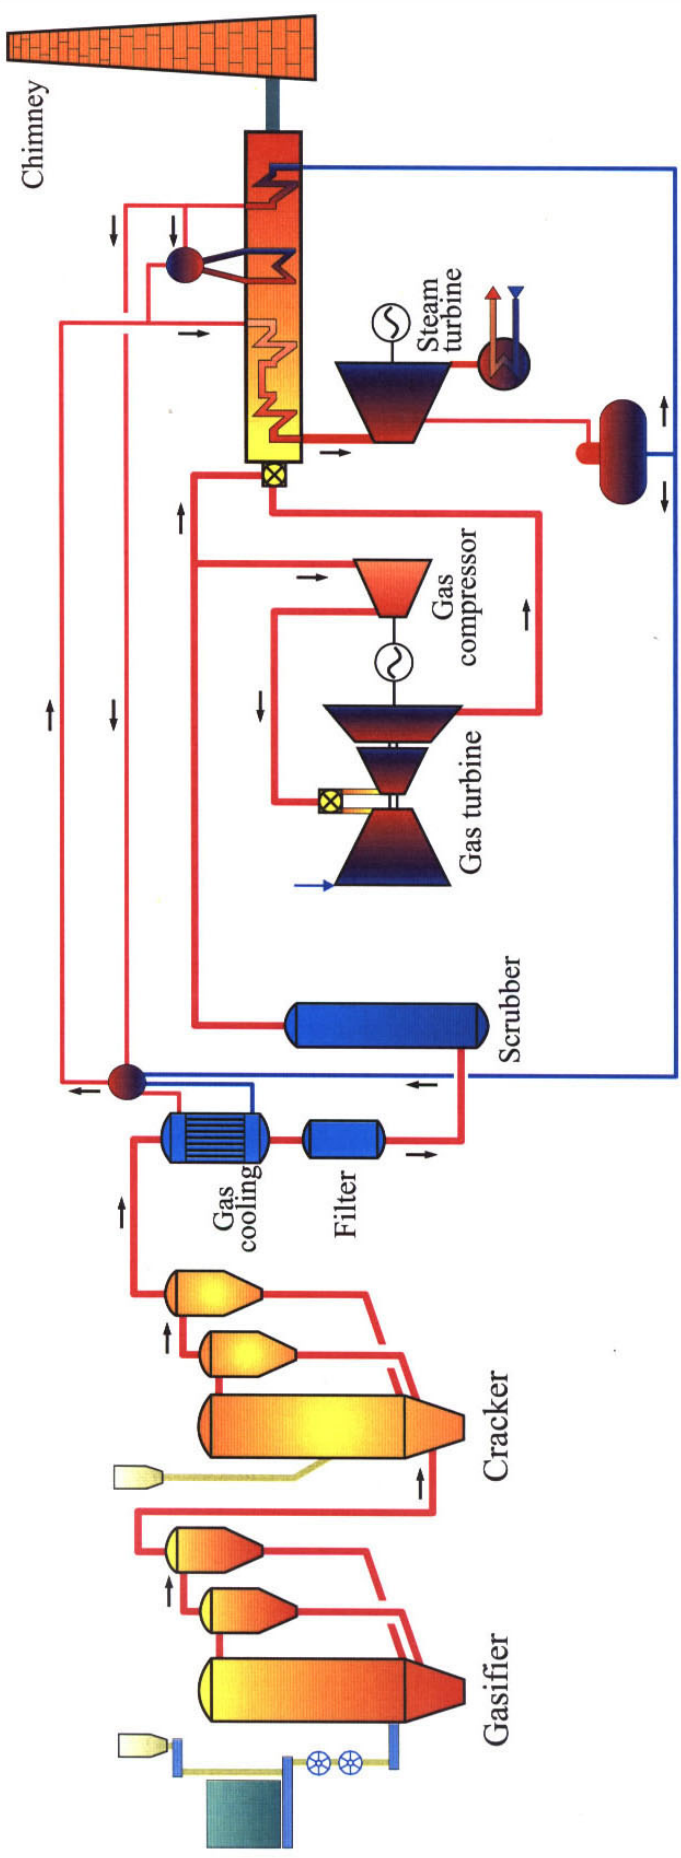 Gasifier
Cracker
Gas
cooling
Filter
Scrubber
Gas turbine
Gas
compressor
Steam
turbine
Chimney